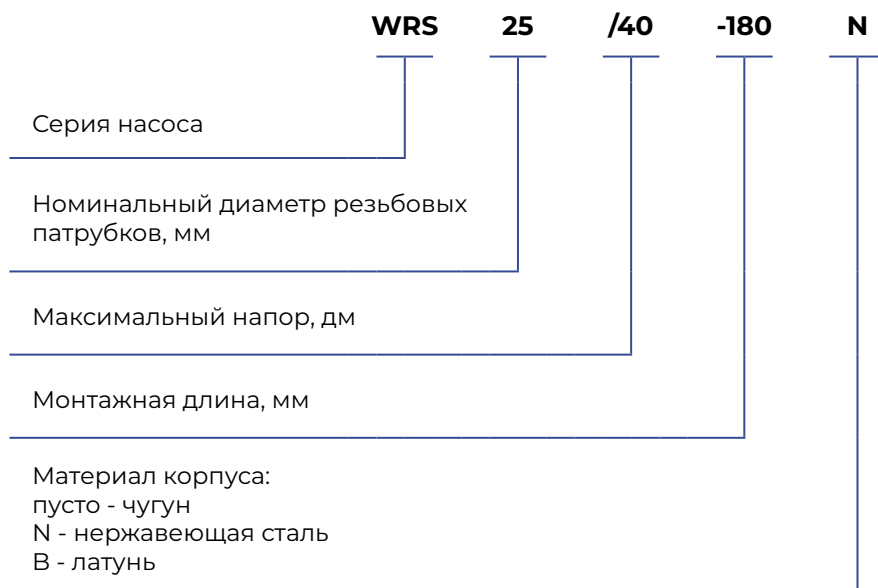 WRS 25 /40 -180 N
Серия насоса
Номинальный диаметр резьбовых
патрубков, мм
Максимальный напор, дм
Монтажная длина, мм
Материал корпуса:
пусто - чугун
N - нержавеющая сталь
B - латунь